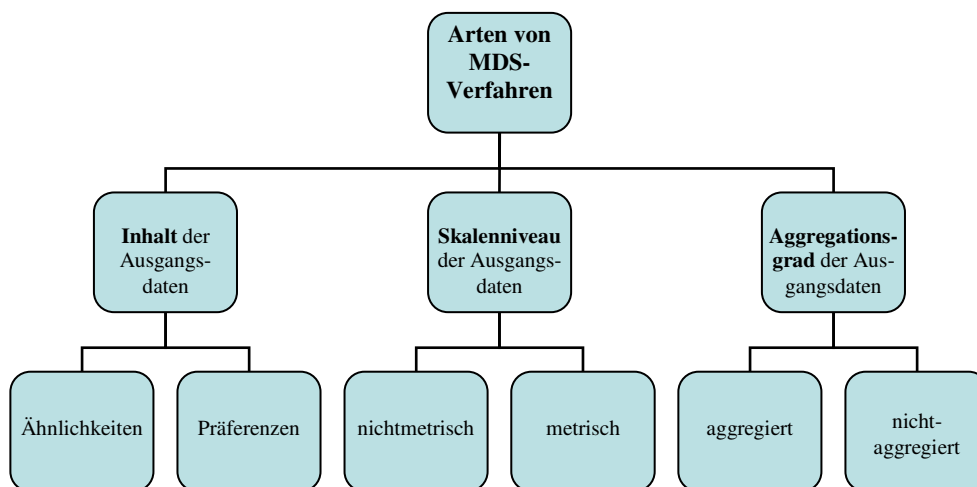 Arten von
MDS-
Verfahren
Inhalt der
Ausgangs-
daten
Skalenniveau
der Ausgangs-
daten
Aggregations-
grad der Aus-
gangsdaten
Ähnlichkeiten
Präferenzen
nichtmetrisch
metrisch
aggregiert
nicht-
aggregiert